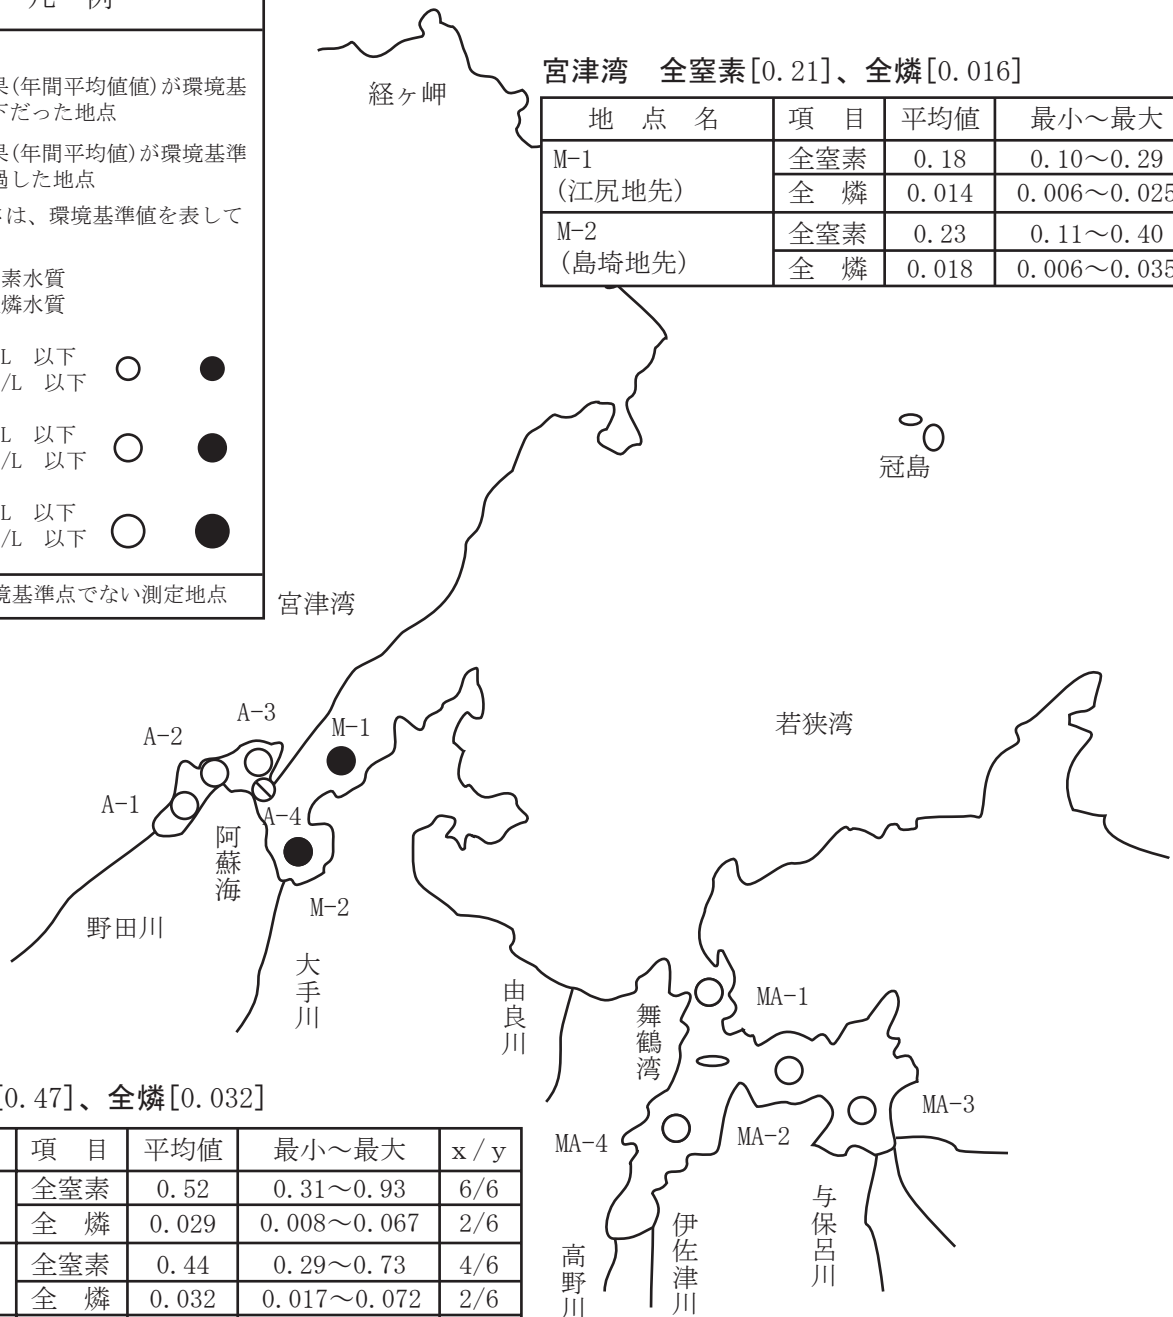 凡 例
果(年間平均値値)が環境基
下だった地点
果(年間平均値)が環境基準
過した地点
は、環境基準値を表して
素水質
燐水質
L 以下
/L 以下
L 以下
/L 以下
L 以下
/L 以下
境基準点でない測定地点
経ヶ岬
宮津湾 全窒素[0.21]、全燐[0.016]
地 点 名 項 目 平均値 最小～最大
M-1 全窒素 0.18 0.10～0.29
(江尻地先) 全 燐 0.014 0.006～0.025
M-2 全窒素 0.23 0.11～0.40
(島埼地先) 全 燐 0.018 0.006～0.035
冠島
宮津湾
若狭湾
A-3
M-1
A-2
A-1
A-4
阿蘇海
M-2
野田川
大手川
由良川
舞鶴湾
MA-1
MA-3
MA-2
MA-4
与保呂川
伊佐津川
高野川
[0.47]、全燐[0.032]
項 目 平均値 最小～最大 x/y
全窒素 0.52 0.31～0.93 6/6
全 燐 0.029 0.008～0.067 2/6
全窒素 0.44 0.29～0.73 4/6
全 燐 0.032 0.017～0.072 2/6